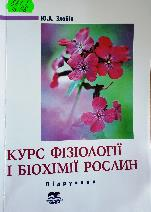 Ю.А. Злобін
КУРС ФІЗІОЛОГІЇ
І БІОХІМІЇ РОСЛИН
Підручник